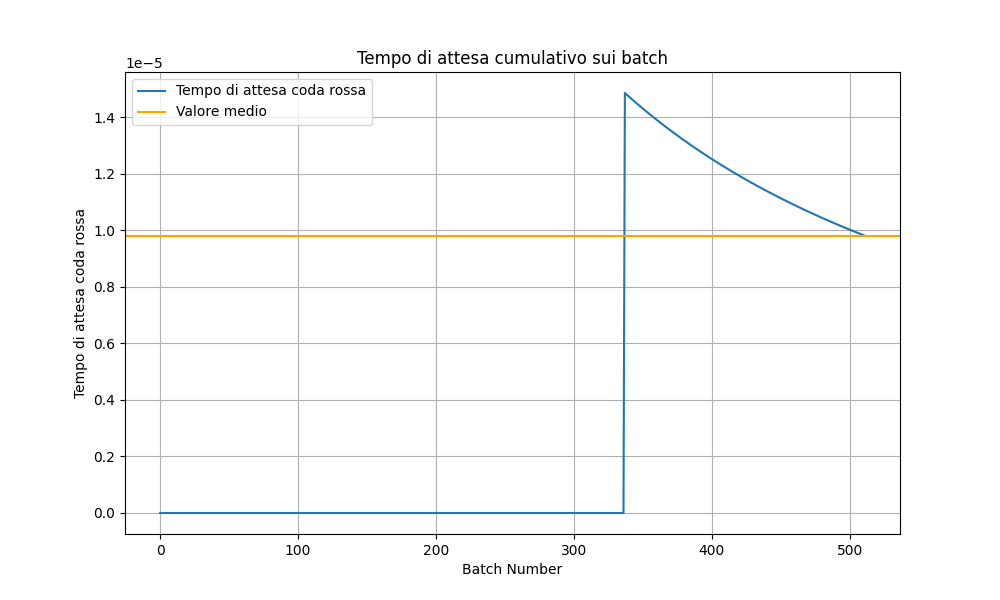 Tempo di attesa cumulativo sui batch
1e−5
Tempo di attesa coda rossa
Valore medio
1.4
1.2
1.0
0.8
0.6
0.4
0.2
0.0
Tempo di attesa coda rossa
0 100 200 300 400 500
Batch Number